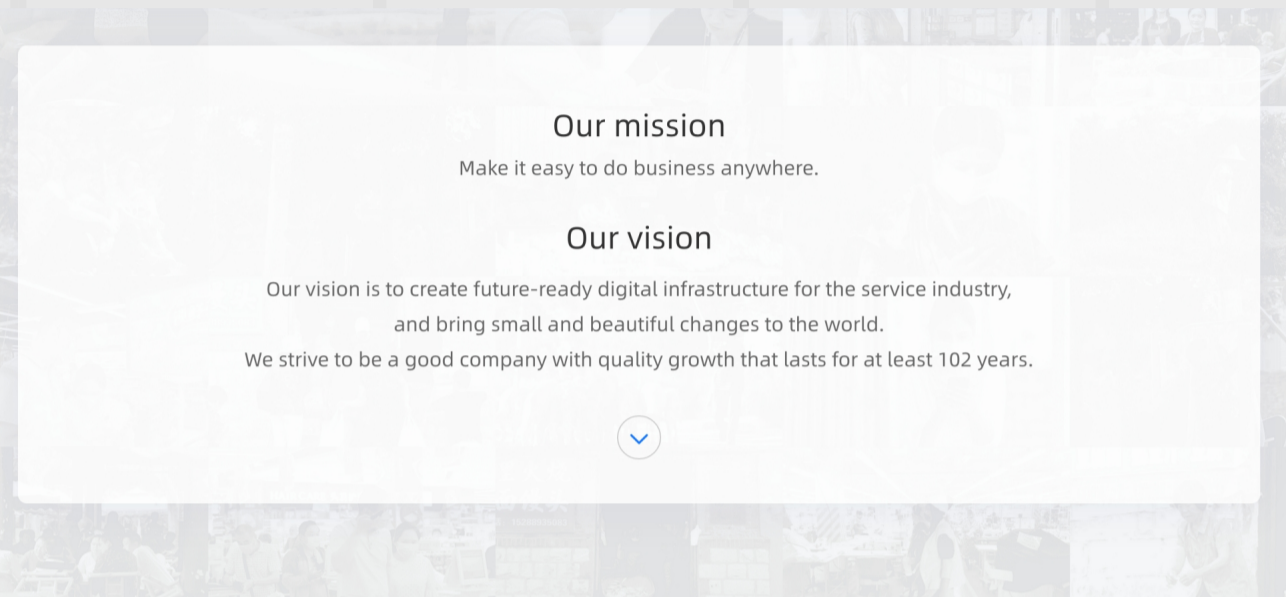 Our mission
Make it easy to do business anywhere.
Our vision
Our vision is to create future-ready digital infrastructure for the service industry,
and bring small and beautiful changes to the world.
We strive to be a good company with quality growth that lasts for at least 102 years.